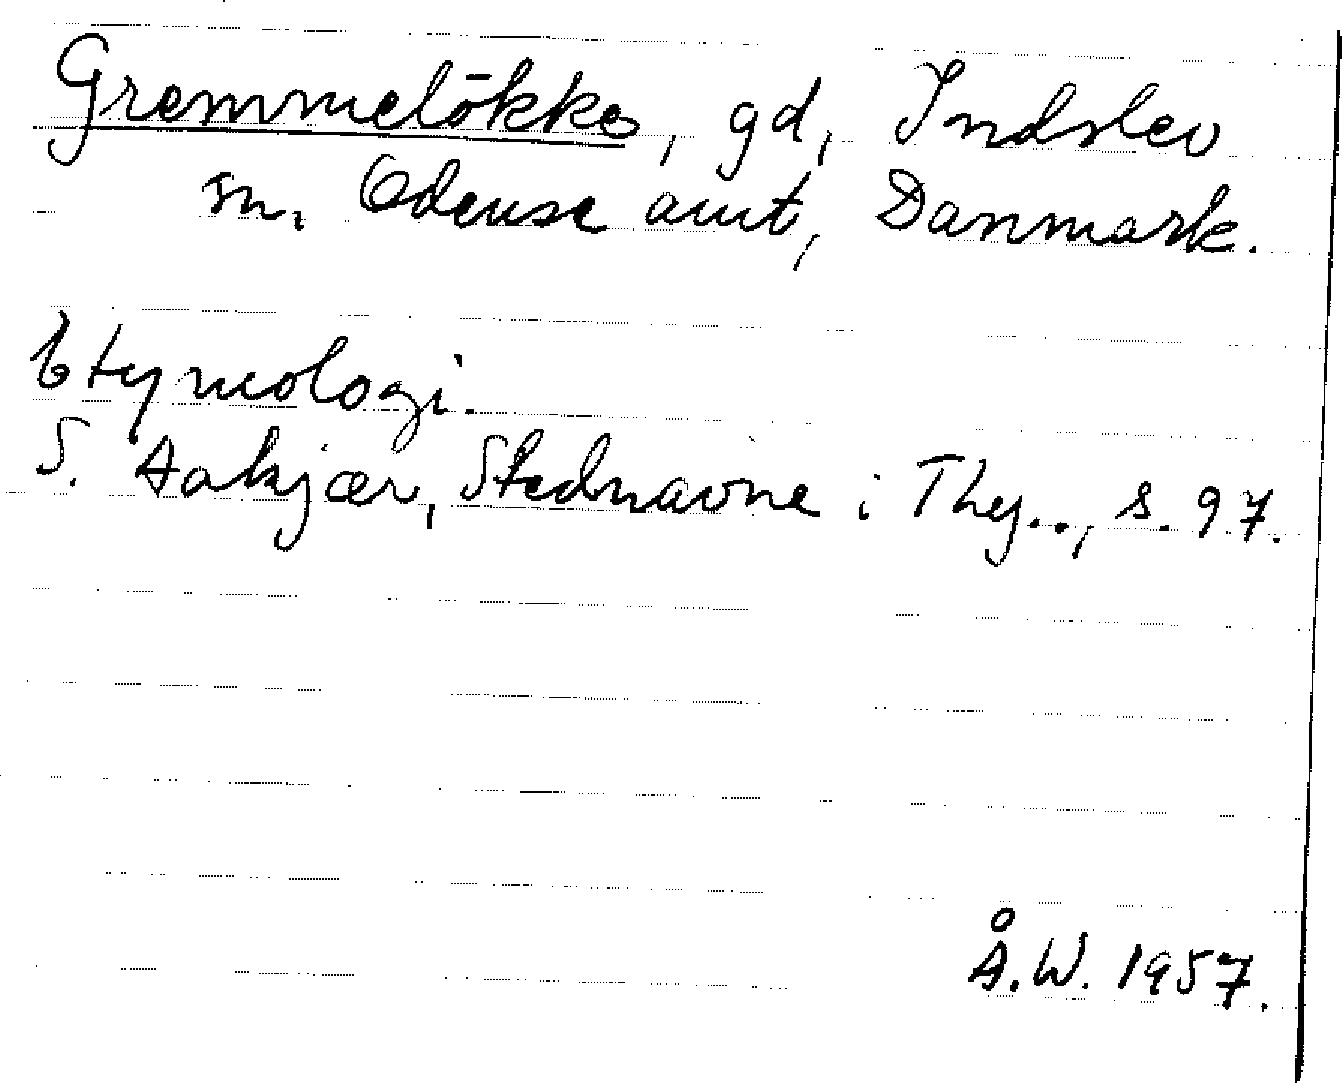 Gremmelökke, gd, Indslev
sn. Odense amt, Danmark.
Etymologi.
S. Aakjær, Stednavne i Thy.., s. 97.
Å.W. 1957.